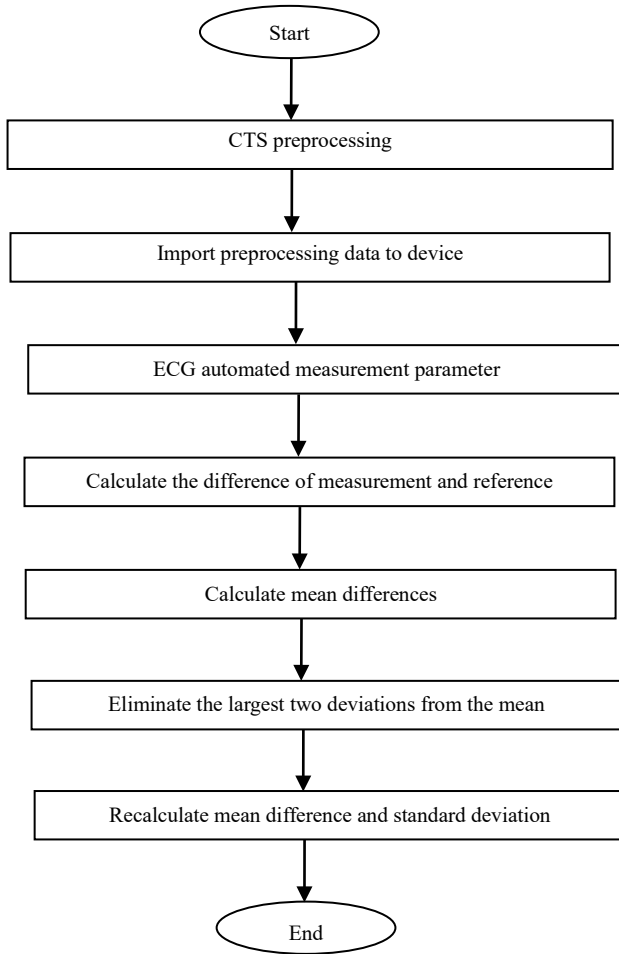 Start
CTS preprocessing
Import preprocessing data to device
ECG automated measurement parameter
Calculate the difference of measurement and reference
Calculate mean differences
Eliminate the largest two deviations from the mean
Recalculate mean difference and standard deviation
End